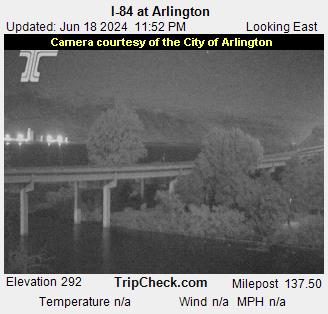 I-84 at Arlington
Updated: Jun 18 2024 11:52 PM Looking East
Camera courtesy of the City of Arlington
Elevation 292 TripCheck.com Milepost 137.50
Temperature n/a Wind n/a MPH n/a